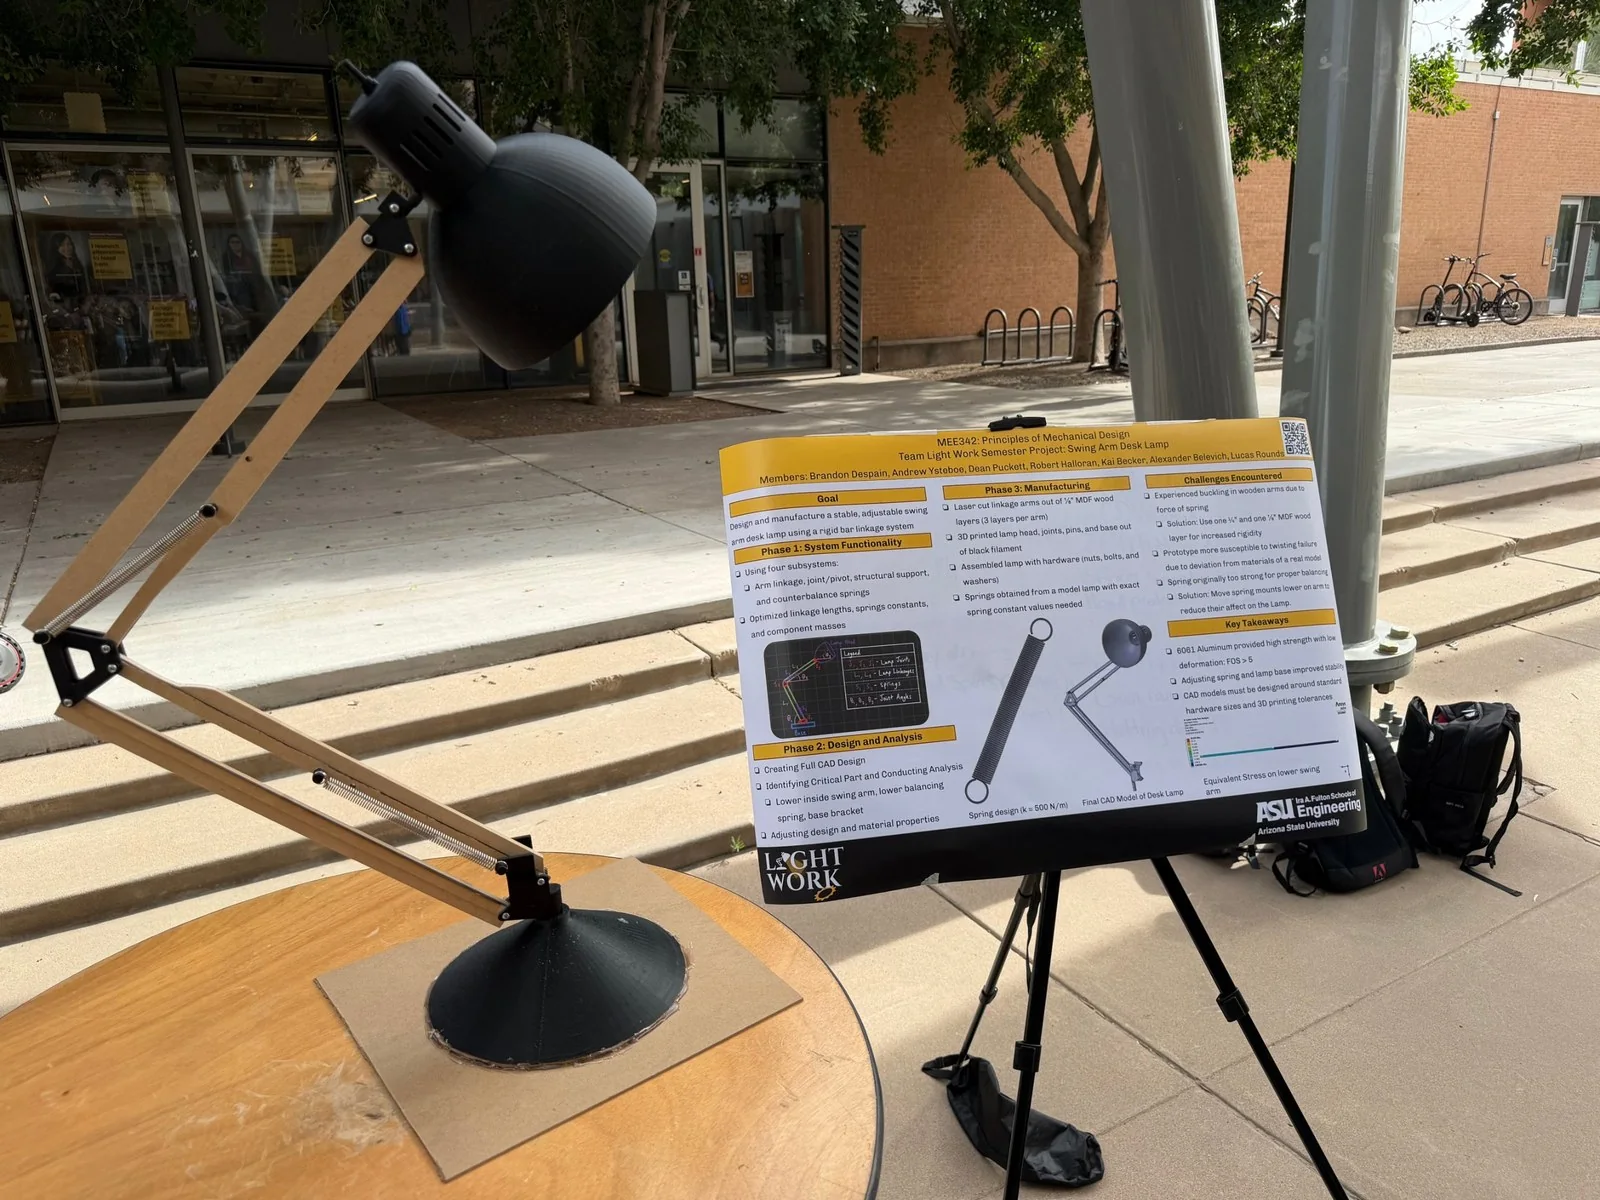 MEE342: Principles of Mechanical Design
Team Light Work Semester Project: Swing Arm Desk Lamp
Members: Brandon Despain, Andrew Ysteboe, Dean Puckett, Robert Halloran, Kai Becker, Alexander Belevich, Lucas Rounds
Goal
Design and manufacture a stable, adjustable swing
arm desk lamp using a rigid bar linkage system
Phase 1: System Functionality
Using four subsystems:
Arm linkage, joint/pivot, structural support,
and counterbalance springs
Optimized linkage lengths, springs constants,
and component masses
Legend
Lamp Joints
Lamp Linkages
Springs
Joint Angles
Base
Phase 2: Design and Analysis
Creating Full CAD Design
Identifying Critical Part and Conducting Analysis
Lower inside swing arm, lower balancing
spring, base bracket
Adjusting design and material properties
LIGHT
WORK
Phase 3: Manufacturing
Laser cut linkage arms out of ⅛" MDF wood
layers (3 layers per arm)
3D printed lamp head, joints, pins, and base out
of black filament
Assembled lamp with hardware (nuts, bolts, and
washers)
Springs obtained from a model lamp with exact
spring constant values needed
Spring design (k = 500 N/m)
Final CAD Model of Desk Lamp
Challenges Encountered
Experienced buckling in wooden arms due to
force of spring
Solution: Use one ¼" and one ⅛" MDF wood
layer for increased rigidity
Prototype more susceptible to twisting failure
due to deviation from materials of a real model
Spring originally too strong for proper balancing
Solution: Move spring mounts lower on arm to
reduce their affect on the Lamp.
Key Takeaways
6061 Aluminum provided high strength with low
deformation: FOS > 5
Adjusting spring and lamp base improved stability
CAD models must be designed around standard
hardware sizes and 3D printing tolerances
Equivalent Stress on lower swing
arm
ASU Ira A. Fulton Schools of
Engineering
Arizona State University